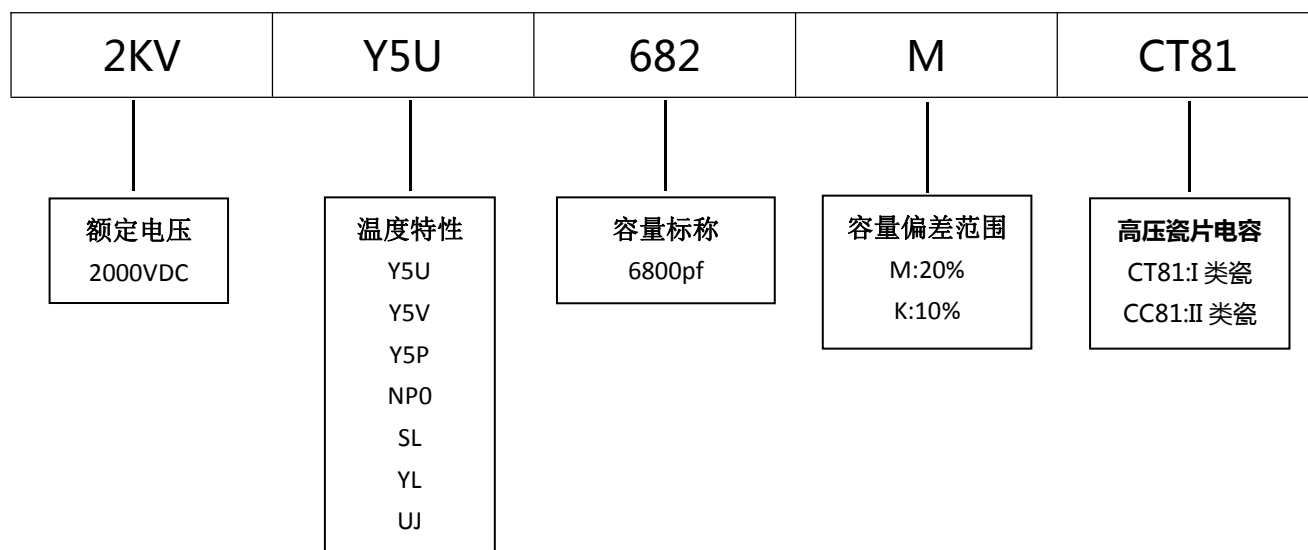 2KV Y5U 682 M CT81
额定电压
2000VDC
温度特性
Y5U
Y5V
Y5P
NP0
SL
YL
UJ
容量标称
6800pf
容量偏差范围
M:20%
K:10%
高压瓷片电容
CT81:I 类瓷
CC81:II 类瓷